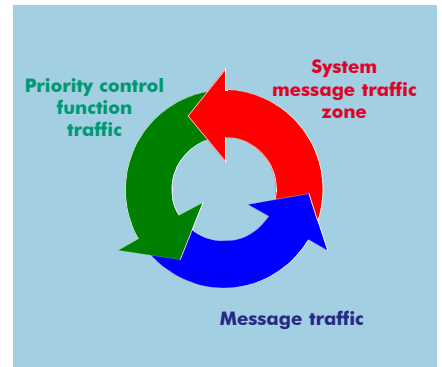 System
message traffic
zone
Priority control
function
traffic
Message traffic